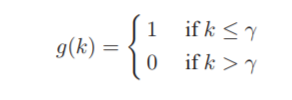 g(k) = { 1 if k ≤ γ
0 if k > γ